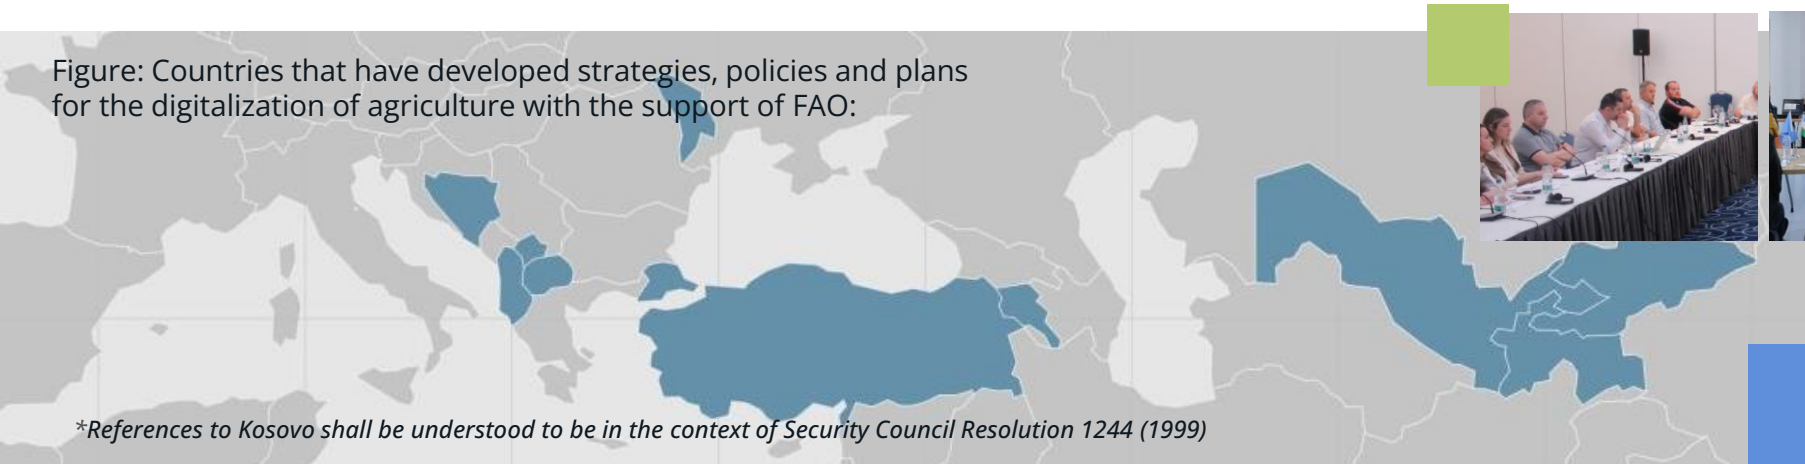 Figure: Countries that have developed strategies, policies and plans
for the digitalization of agriculture with the support of FAO:
*References to Kosovo shall be understood to be in the context of Security Council Resolution 1244 (1999)